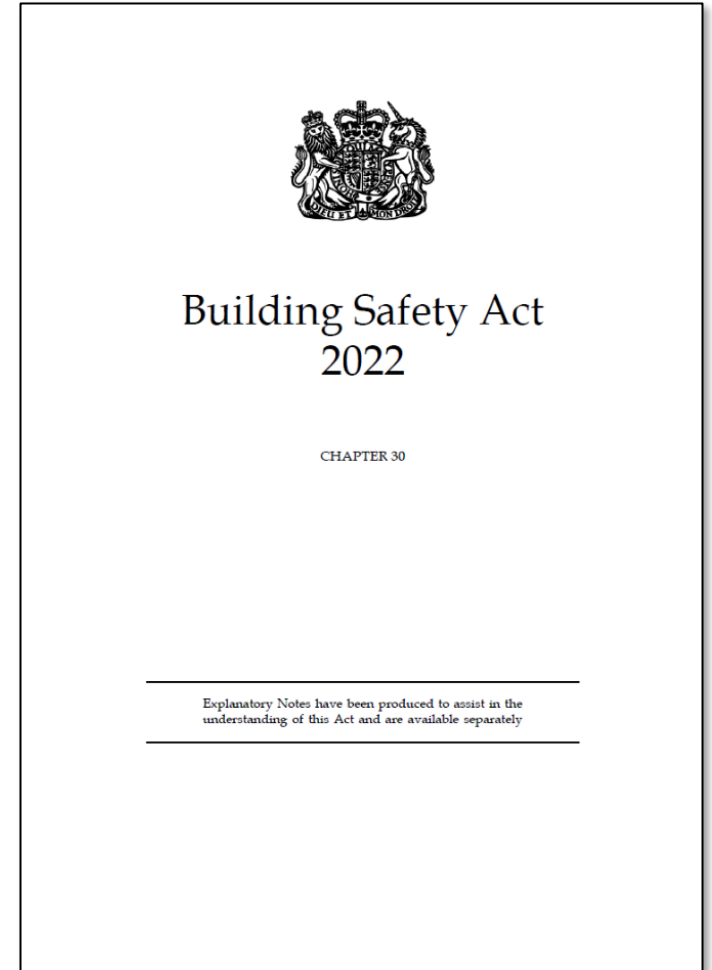 DIEU ET MON DROIT
Building Safety Act
2022
CHAPTER 30
Explanatory Notes have been produced to assist in the
understanding of this Act and are available separately